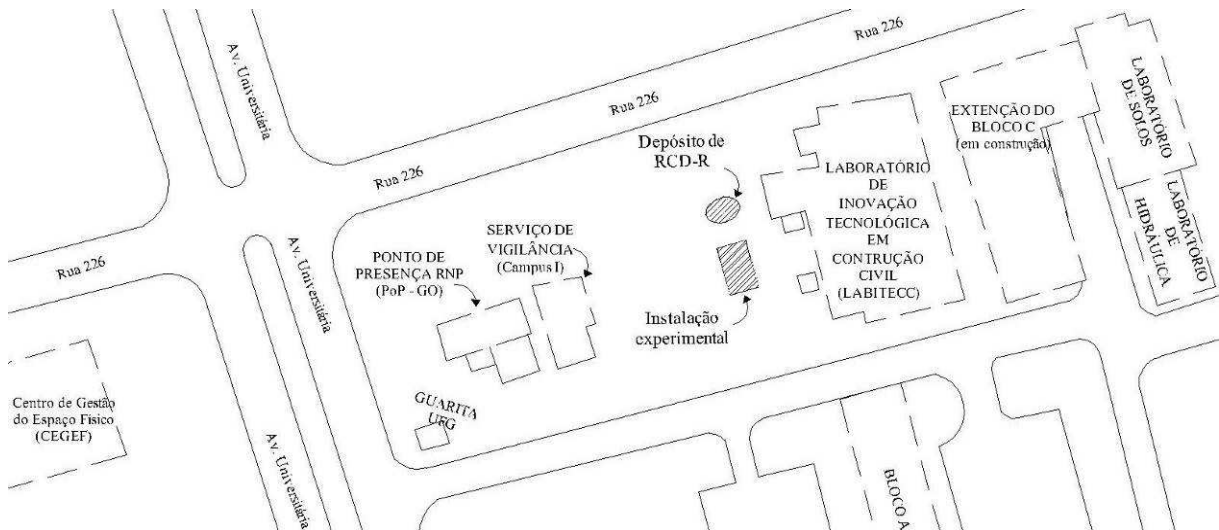 Av. Universitária
Rua 226
Rua 226
Rua 226
Rua 226
Av. Universitária
Av. Universitária
Depósito de
RCD-R
LABORATÓRIO
DE
INOVAÇÃO
TECNOLÓGICA
EM
CONTRUÇÃO
CIVIL
(LABITECC)
EXTENÇÃO DO
BLOCO C
(em construção)
LABORATÓRIO
DE SOLOS
LABORATÓRIO
DE
HIDRÁULICA
SERVIÇO DE
VIGILÂNCIA
(Campus I)
PONTO DE
PRESENÇA RNP
(PoP - GO)
Instalação
experimental
GUARITA
UFG
Centro de Gestão
do Espaço Físico
(CEGEF)
BLOCO A